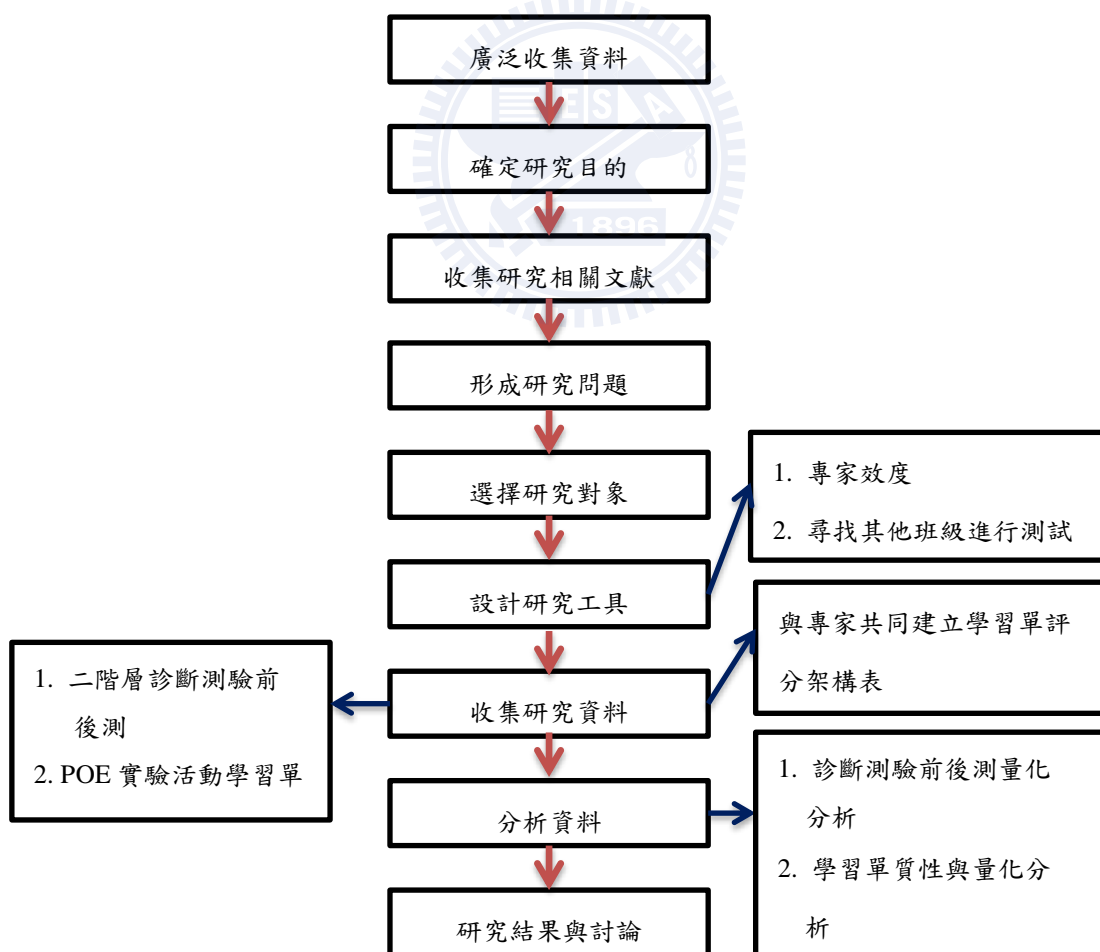 廣泛收集資料
E S A
確定研究目的
1896
收集研究相關文獻
形成研究問題
選擇研究對象
1. 專家效度
2. 尋找其他班級進行測試
設計研究工具
與專家共同建立學習單評
分架構表
1. 二階層診斷測驗前
後測
2. POE 實驗活動學習單
收集研究資料
1. 診斷測驗前後測量化
分析
2. 學習單質性與量化分
析
分析資料
研究結果與討論